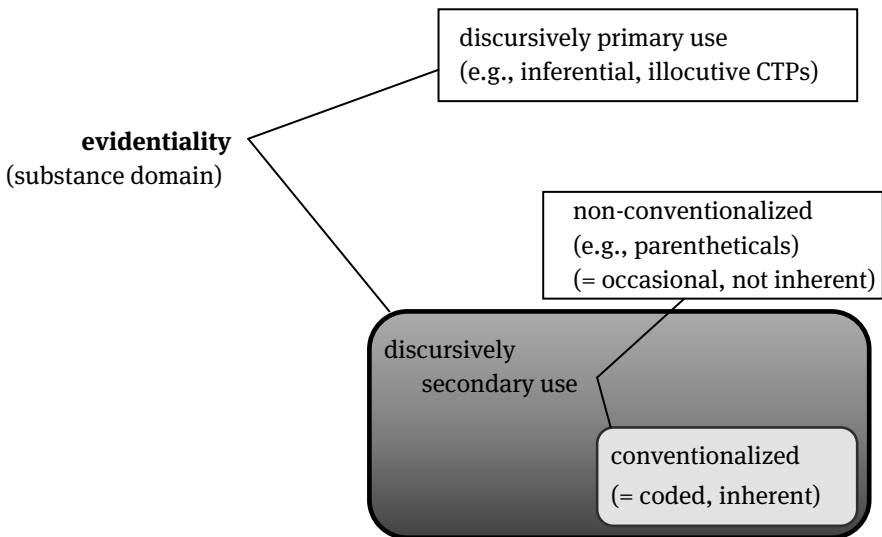 discursively primary use
(e.g., inferential, illocutive CTPs)
evidentiality
(substance domain)
non-conventionalized
(e.g., parentheticals)
(= occasional, not inherent)
discursively
secondary use
conventionalized
(= coded, inherent)